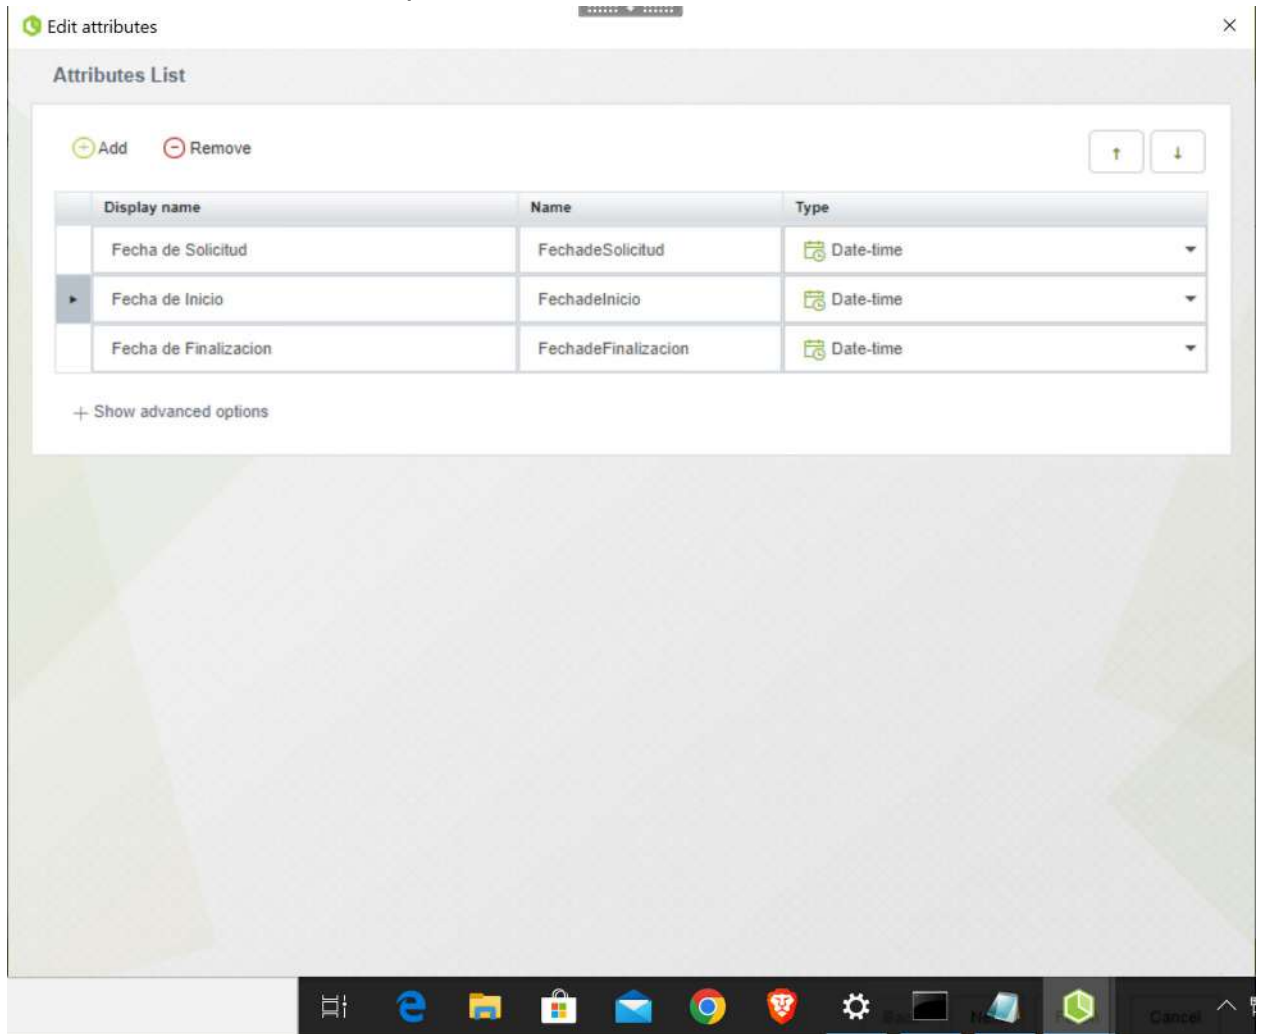 Edit attributes
Attributes List
Add Remove
Display name Name Type
Fecha de Solicitud FechadeSolicitud Date-time
Fecha de Inicio FechadeInicio Date-time
Fecha de Finalizacion FechadeFinalizacion Date-time
Show advanced options
Cancel